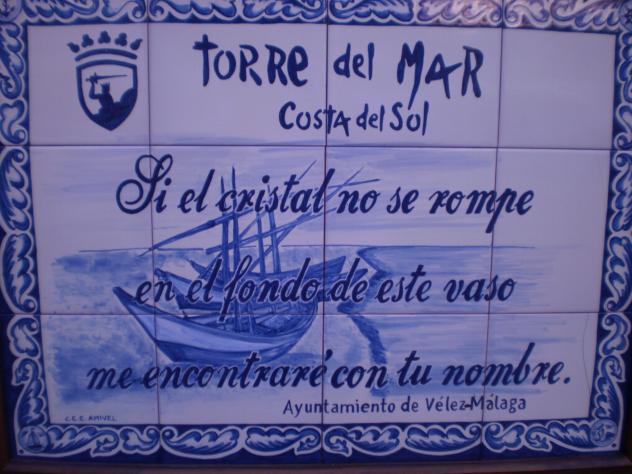 TORRe del MAR
COSTA del SOL
Si el cristal no se rompe
en el fondo de este vaso
me encontraré con tu nombre.
Ayuntamiento de Vélez-Málaga
C.E.E. AMIVEL